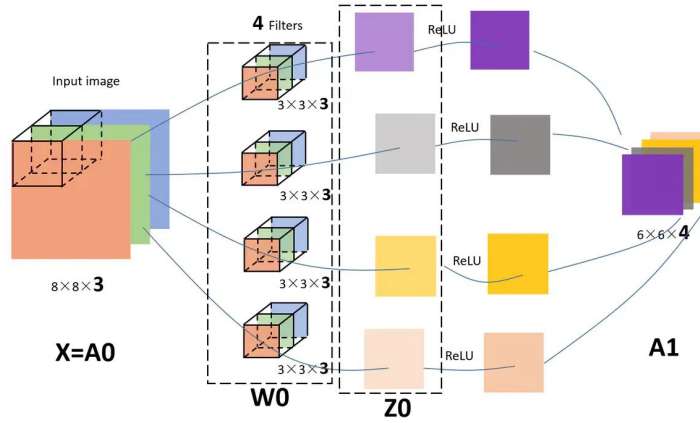 4 Filters
Input image
ReLU
3×3×3
ReLU
3×3×3
6×6×4
ReLU
8×8×3
3×3×3
X=A0
ReLU
A1
3×3×3
W0
Z0